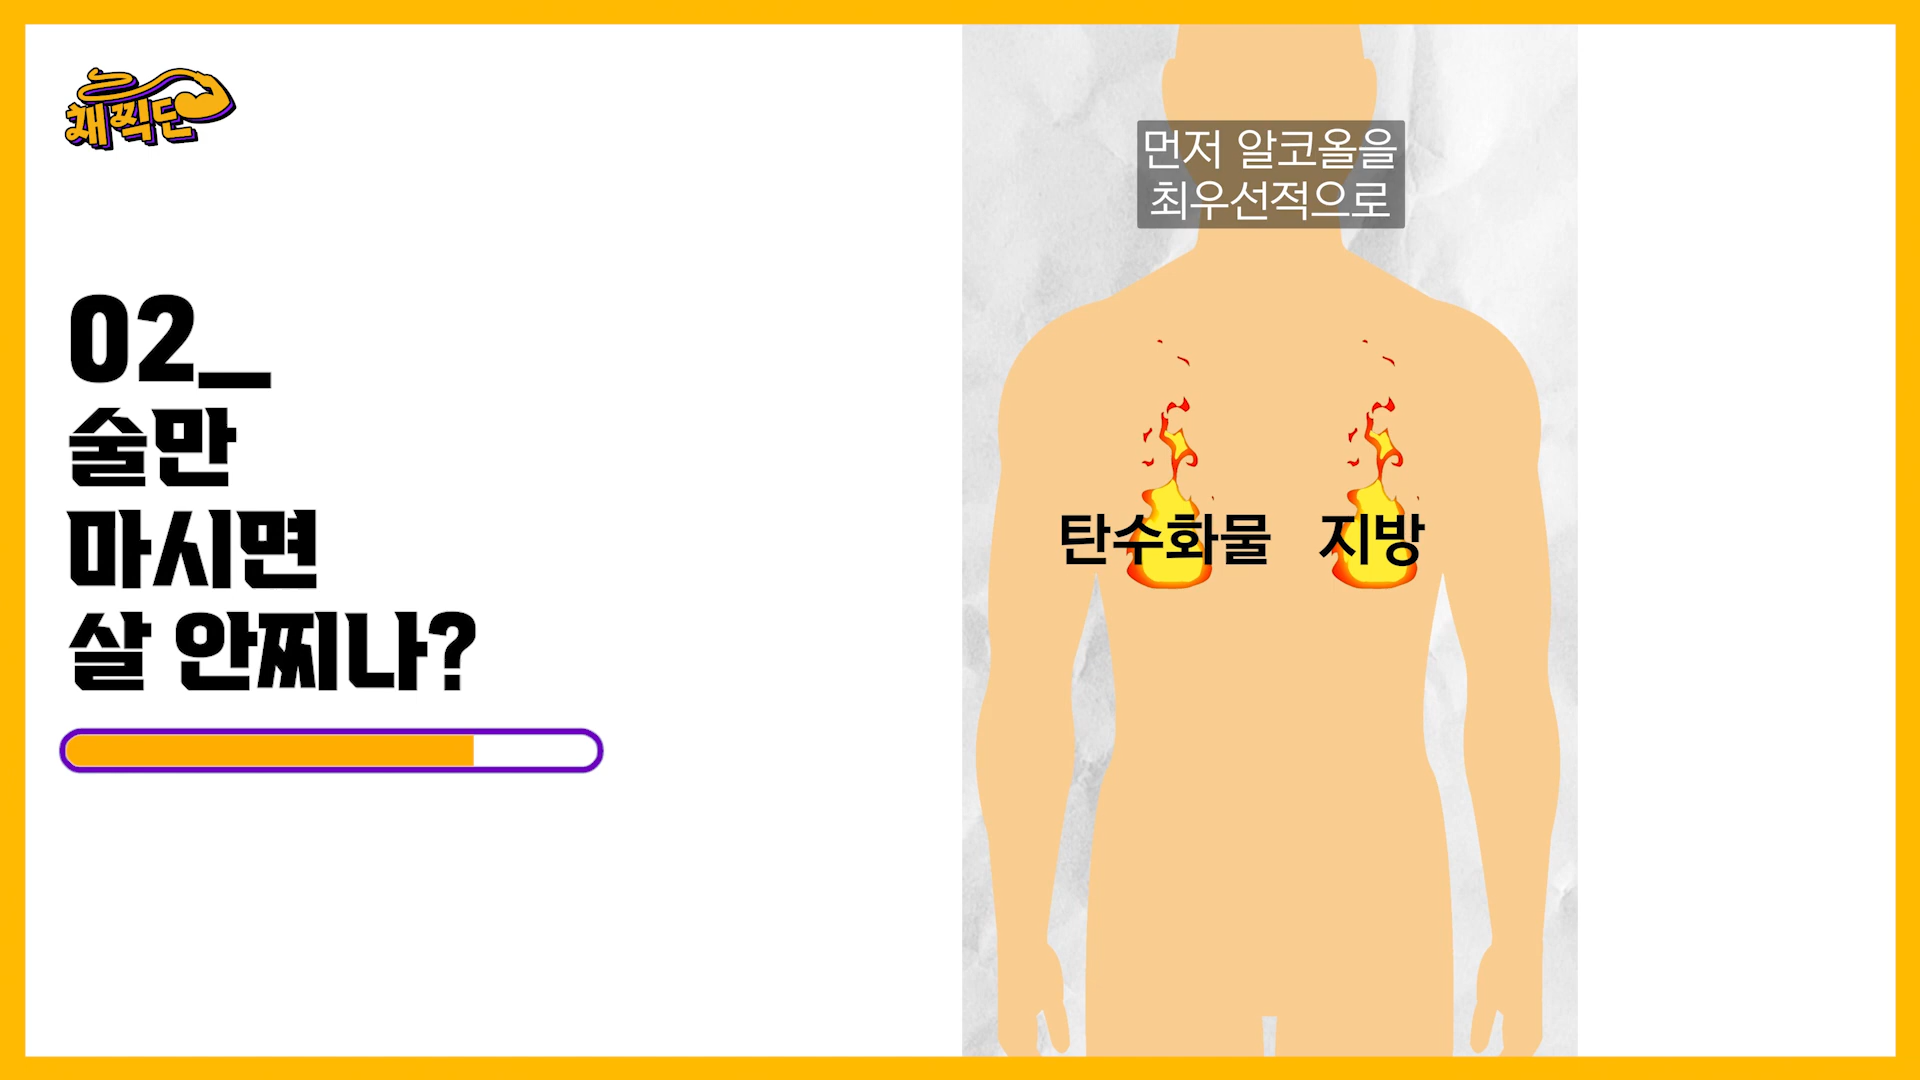 채찍단
02_
술만
마시면
살 안찌나?
먼저 알코올을
최우선적으로
탄수화물 지방